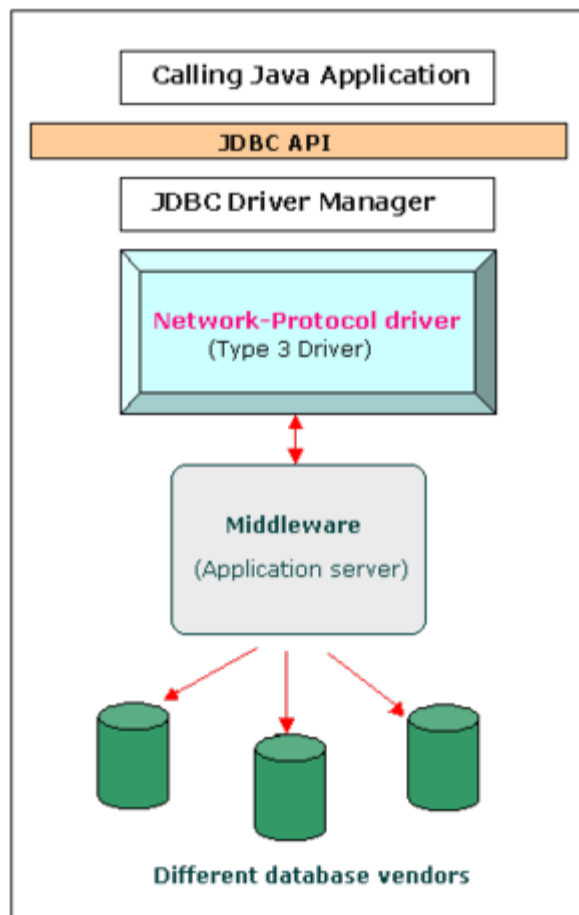 Calling Java Application
JDBC API
JDBC Driver Manager
Network-Protocol driver
(Type 3 Driver)
Middleware
(Application server)
Different database vendors